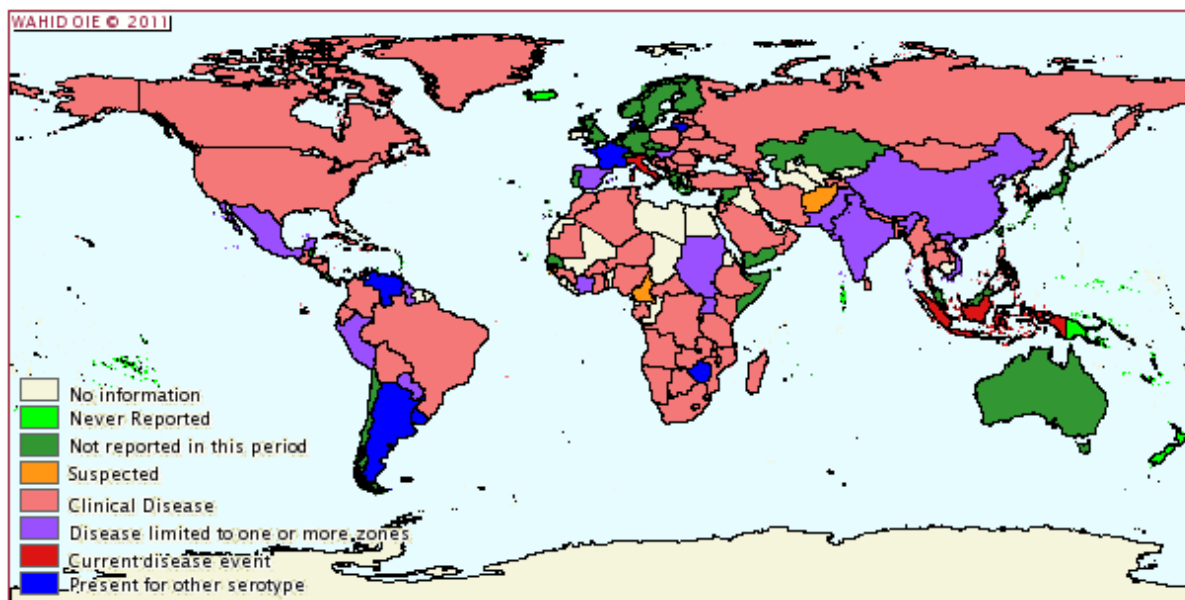 WAHID OIE © 2011
No information
Never Reported
Not reported in this period
Suspected
Clinical Disease
Disease limited to one or more zones
Current disease event
Present for other serotype